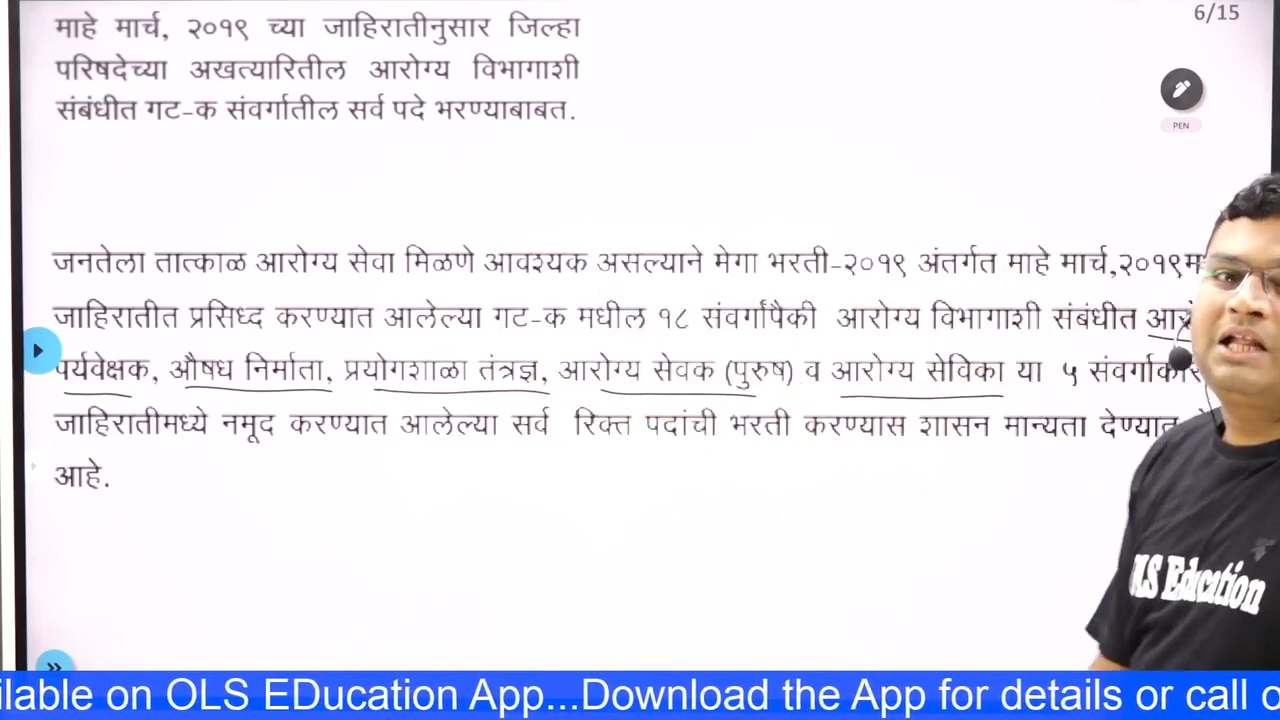 माहे मार्च, २०१९ च्या जाहिरातीनुसार जिल्हा
परिषदेच्या अखत्यारितील आरोग्य विभागाशी
संबंधीत गट-क संवर्गातील सर्व पदे भरण्याबाबत.
6/15
PEN
जनतेला तात्काळ आरोग्य सेवा मिळणे आवश्यक असल्याने मेगा भरती-२०१९ अंतर्गत माहे मार्च,२०१९म
जाहिरातीत प्रसिध्द करण्यात आलेल्या गट-क मधील १८ संवर्गापैकी आरोग्य विभागाशी संबंधीत
पर्यवेक्षक, औषध निर्माता, प्रयोगशाळा तंत्रज्ञ, आरोग्य सेवक (पुरुष) व आरोग्य सेविका या ५
जाहिरातीमध्ये नमूद करण्यात आलेल्या सर्व रिक्त पदांची भरती करण्यास शासन मान्यता देण्यात
आहे.
OLS Education
ilable on OLS EDucation App...Download the App for details or call